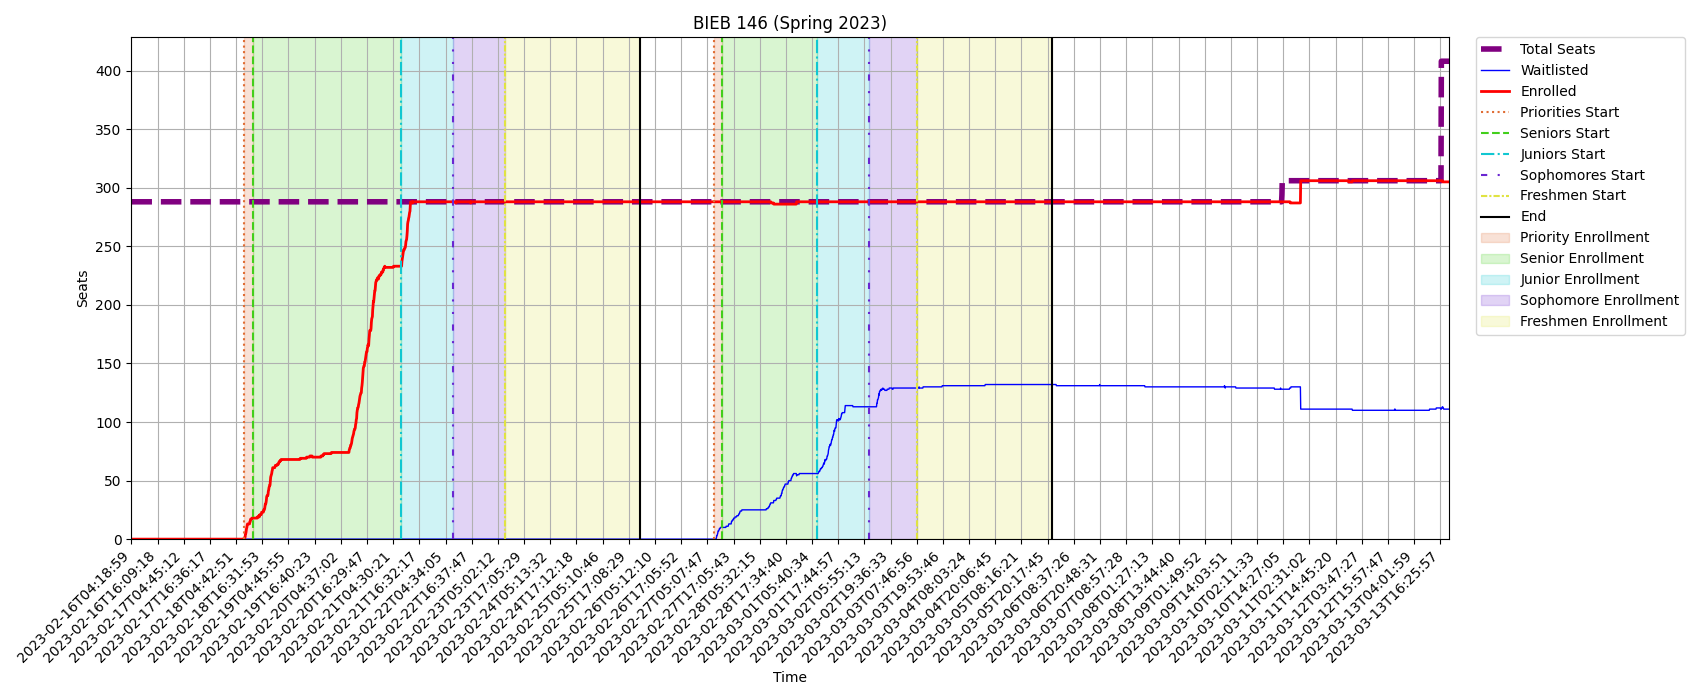 BIEB 146 (Spring 2023)
Seats
400
350
300
250
200
150
100
50
0
2023-02-16T04:18:59
2023-02-16T16:09:18
2023-02-17T04:45:12
2023-02-17T17:36:17
2023-02-18T04:42:51
2023-02-18T16:31:53
2023-02-19T04:45:55
2023-02-19T16:40:23
2023-02-20T04:37:02
2023-02-20T16:29:47
2023-02-21T04:30:21
2023-02-21T16:32:17
2023-02-22T04:34:05
2023-02-22T16:37:47
2023-02-23T05:02:12
2023-02-23T17:05:29
2023-02-24T05:13:32
2023-02-24T17:12:18
2023-02-25T05:10:46
2023-02-25T17:08:29
2023-02-26T05:12:10
2023-02-26T17:05:52
2023-02-27T05:07:47
2023-02-27T17:05:43
2023-02-28T05:32:15
2023-02-28T17:34:40
2023-03-01T05:40:34
2023-03-01T17:44:57
2023-03-02T05:55:13
2023-03-02T19:36:33
2023-03-03T07:46:56
2023-03-03T19:53:46
2023-03-04T08:03:24
2023-03-04T20:06:45
2023-03-05T08:16:21
2023-03-05T20:17:45
2023-03-06T08:37:26
2023-03-06T20:48:31
2023-03-07T08:57:28
2023-03-08T01:27:13
2023-03-08T13:44:40
2023-03-09T01:49:52
2023-03-09T14:03:51
2023-03-10T02:11:33
2023-03-10T14:27:05
2023-03-11T02:31:02
2023-03-11T14:45:20
2023-03-12T03:47:27
2023-03-12T15:57:47
2023-03-13T04:01:59
2023-03-13T16:25:57
Time
Total Seats
Waitlisted
Enrolled
Priorities Start
Seniors Start
Juniors Start
Sophomores Start
Freshmen Start
End
Priority Enrollment
Senior Enrollment
Junior Enrollment
Sophomore Enrollment
Freshmen Enrollment